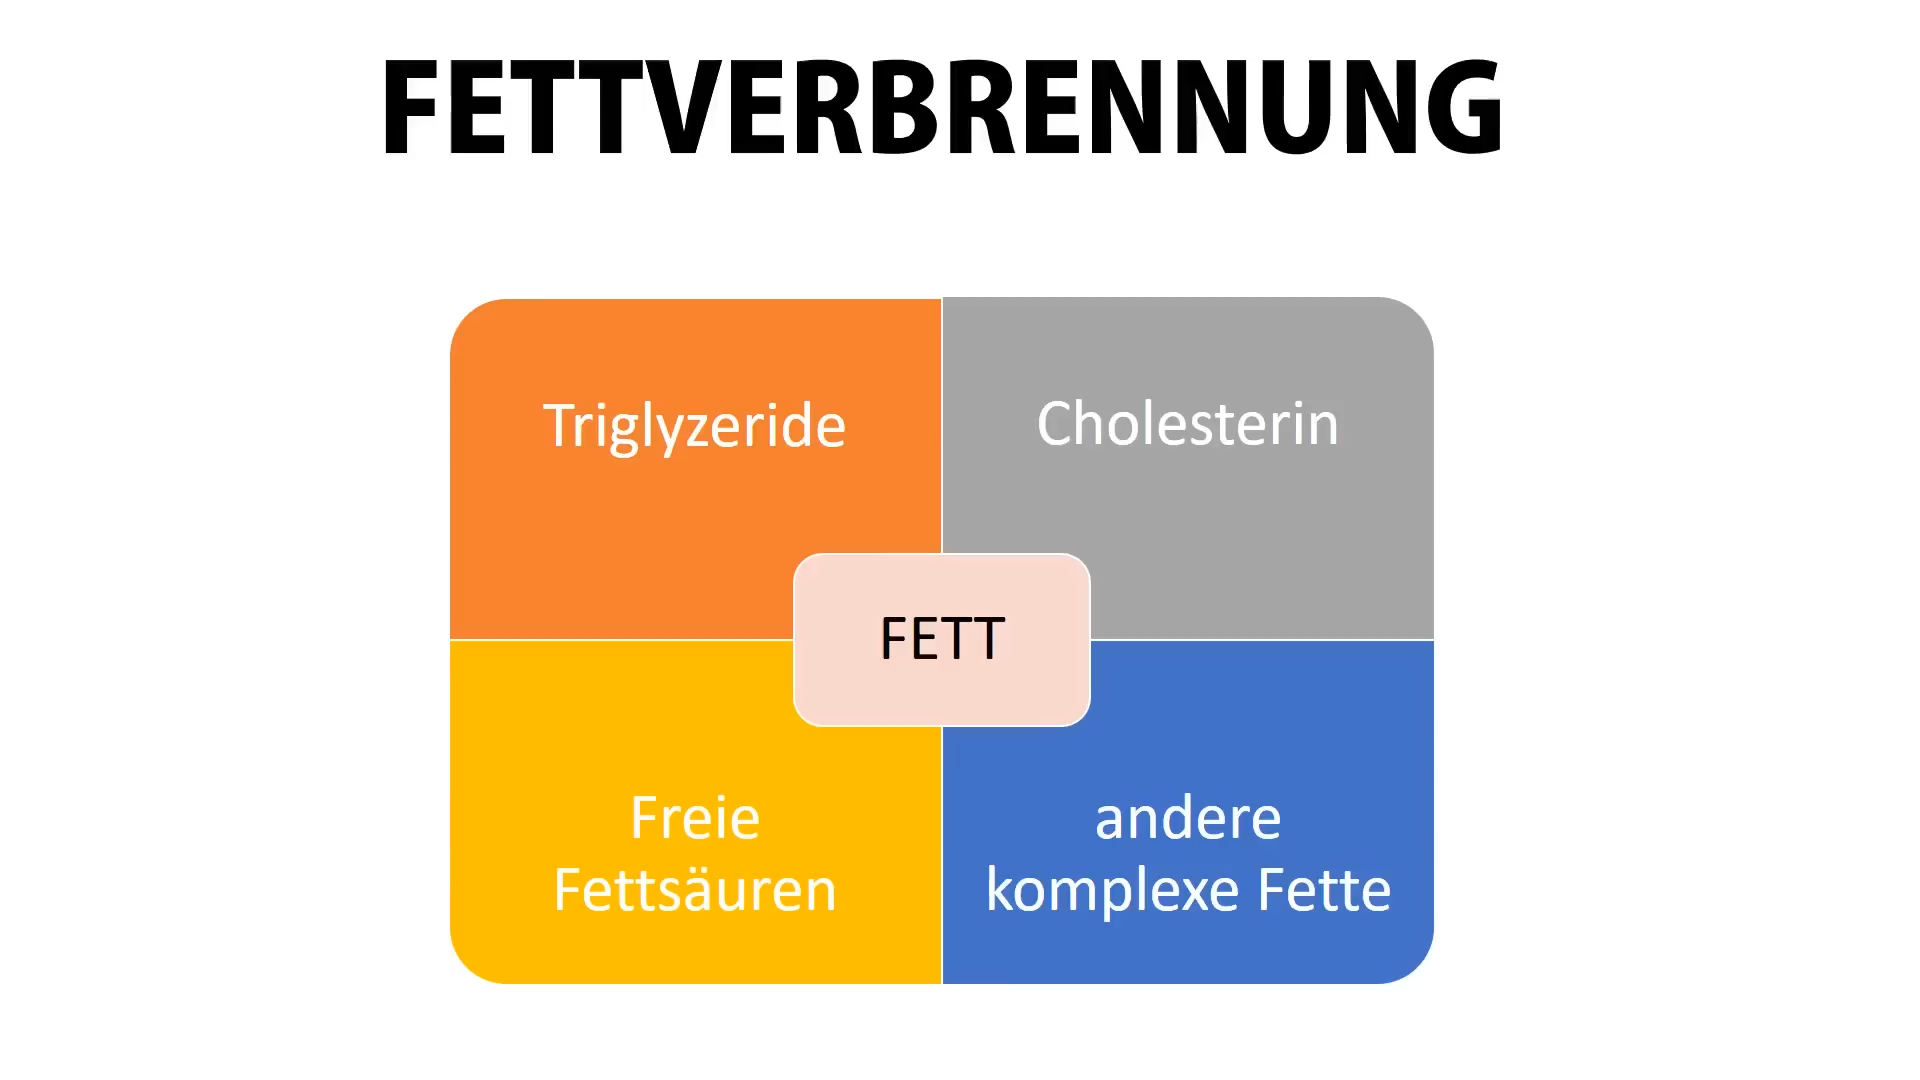 FETTVERBRENNUNG
Triglyzeride
Cholesterin
FETT
Freie
Fettsäuren
andere
komplexe Fette